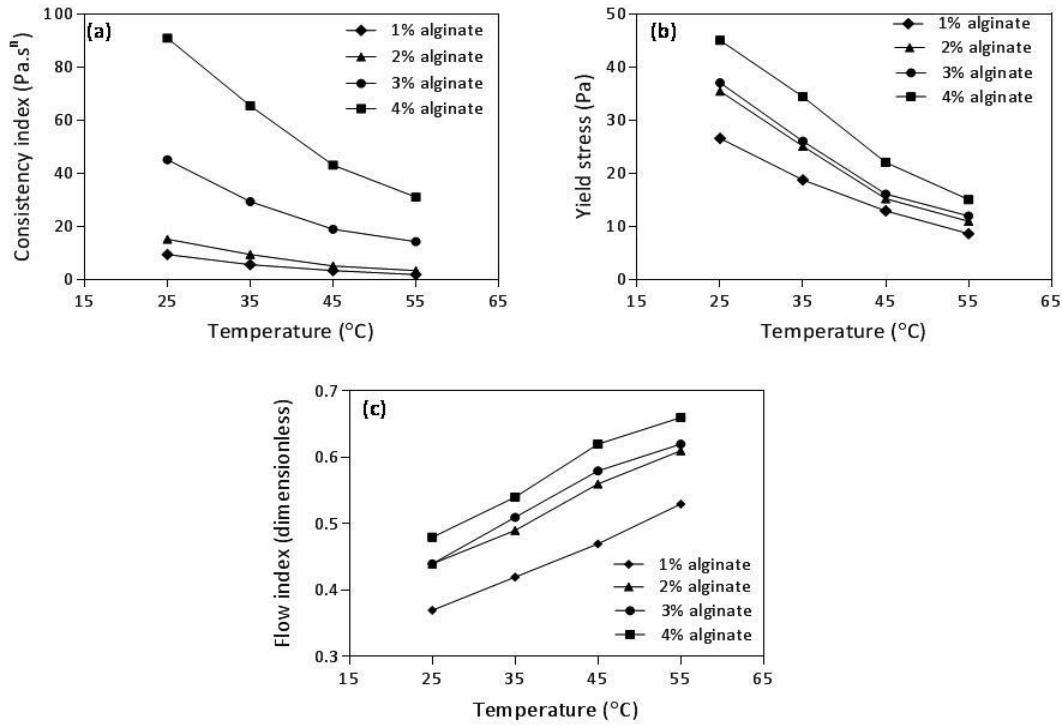 (a)
1% alginate
2% alginate
3% alginate
4% alginate
Consistency index (Pa.sⁿ)
100
80
60
40
20
0
15 25 35 45 55 65
Temperature (°C)
(b)
1% alginate
2% alginate
3% alginate
4% alginate
Yield stress (Pa)
50
40
30
20
10
0
15 25 35 45 55 65
Temperature (°C)
(c)
Flow index (dimensionless)
0.7
0.6
0.5
0.4
0.3
1% alginate
2% alginate
3% alginate
4% alginate
15 25 35 45 55 65
Temperature (°C)